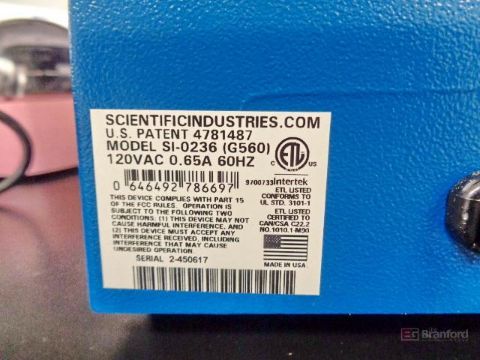 SCIENTIFICINDUSTRIES.COM
U.S. PATENT 4781487
MODEL SI-0236 (G560)
120VAC 0.65A 60HZ
0 646492 786697
THIS DEVICE COMPLIES WITH PART 15
OF THE FCC RULES. OPERATION IS
SUBJECT TO THE FOLLOWING TWO
CONDITIONS, (1) THIS DEVICE MAY NOT
CAUSE HARMFUL INTERFERENCE, AND
(2) THIS DEVICE MUST ACCEPT ANY
INTERFERENCE RECEIVED, INCLUDING
INTERFERENCE THAT MAY CAUSE
UNDESIRED OPERATION
SERIAL 2-450617
ETL
9700733
Intertek
ETL LISTED
CONFORMS TO
UL STD. 3101-1
ETL LISTED
CERTIFIED TO
CAN/CSA C22.2
NO.1010.1-M90
MADE IN USA
EG Branford